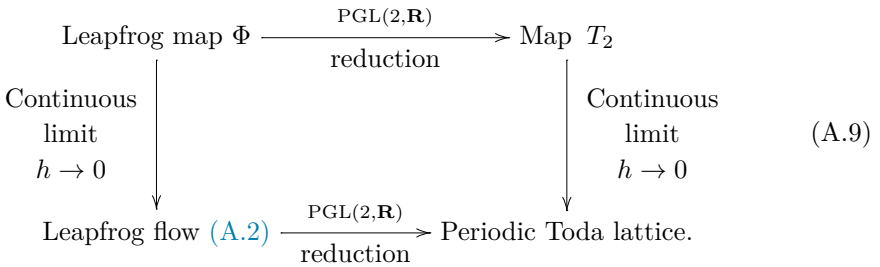 PGL(2,R)
Leapfrog map Φ
Map T₂
reduction
Continuous
limit
h → 0
Continuous
limit
h → 0
(A.9)
PGL(2,R)
Leapfrog flow (A.2)
Periodic Toda lattice.
reduction